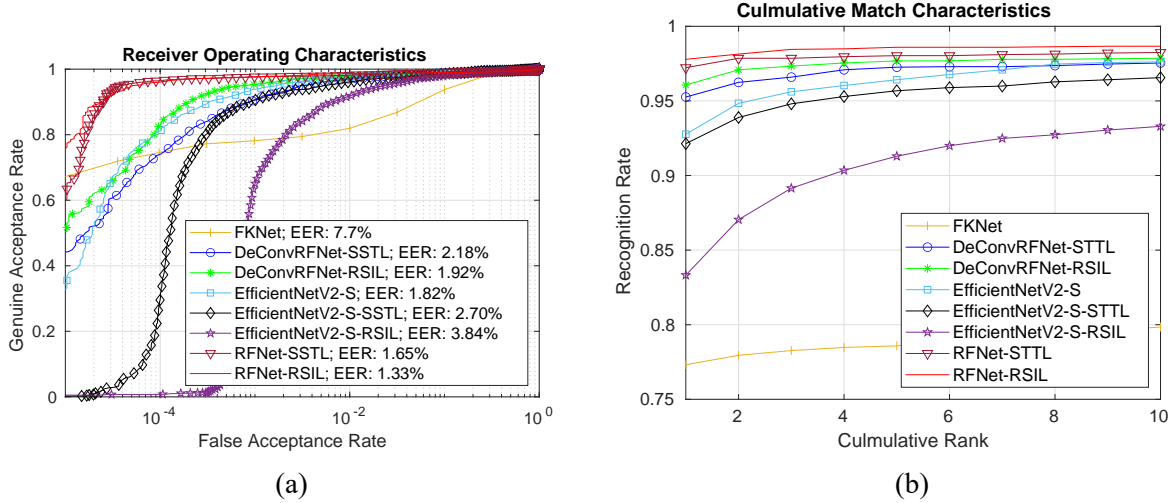 Receiver Operating Characteristics
Genuine Acceptance Rate
1
0.8
0.6
0.4
0.2
0
FKNet; EER: 7.7%
DeConvRFNet-SSTL; EER: 2.18%
DeConvRFNet-RSIL; EER: 1.92%
EfficientNetV2-S; EER: 1.82%
EfficientNetV2-S-SSTL; EER: 2.70%
EfficientNetV2-S-RSIL; EER: 3.84%
RFNet-SSTL; EER: 1.65%
RFNet-RSIL; EER: 1.33%
10^-4
10^-2
10^0
False Acceptance Rate
(a)
Culmulative Match Characteristics
Recognition Rate
1
0.95
0.9
0.85
0.8
0.75
FKNet
DeConvRFNet-STTL
DeConvRFNet-RSIL
EfficientNetV2-S
EfficientNetV2-S-STTL
EfficientNetV2-S-RSIL
RFNet-STTL
RFNet-RSIL
2
4
6
8
10
Culmulative Rank
(b)